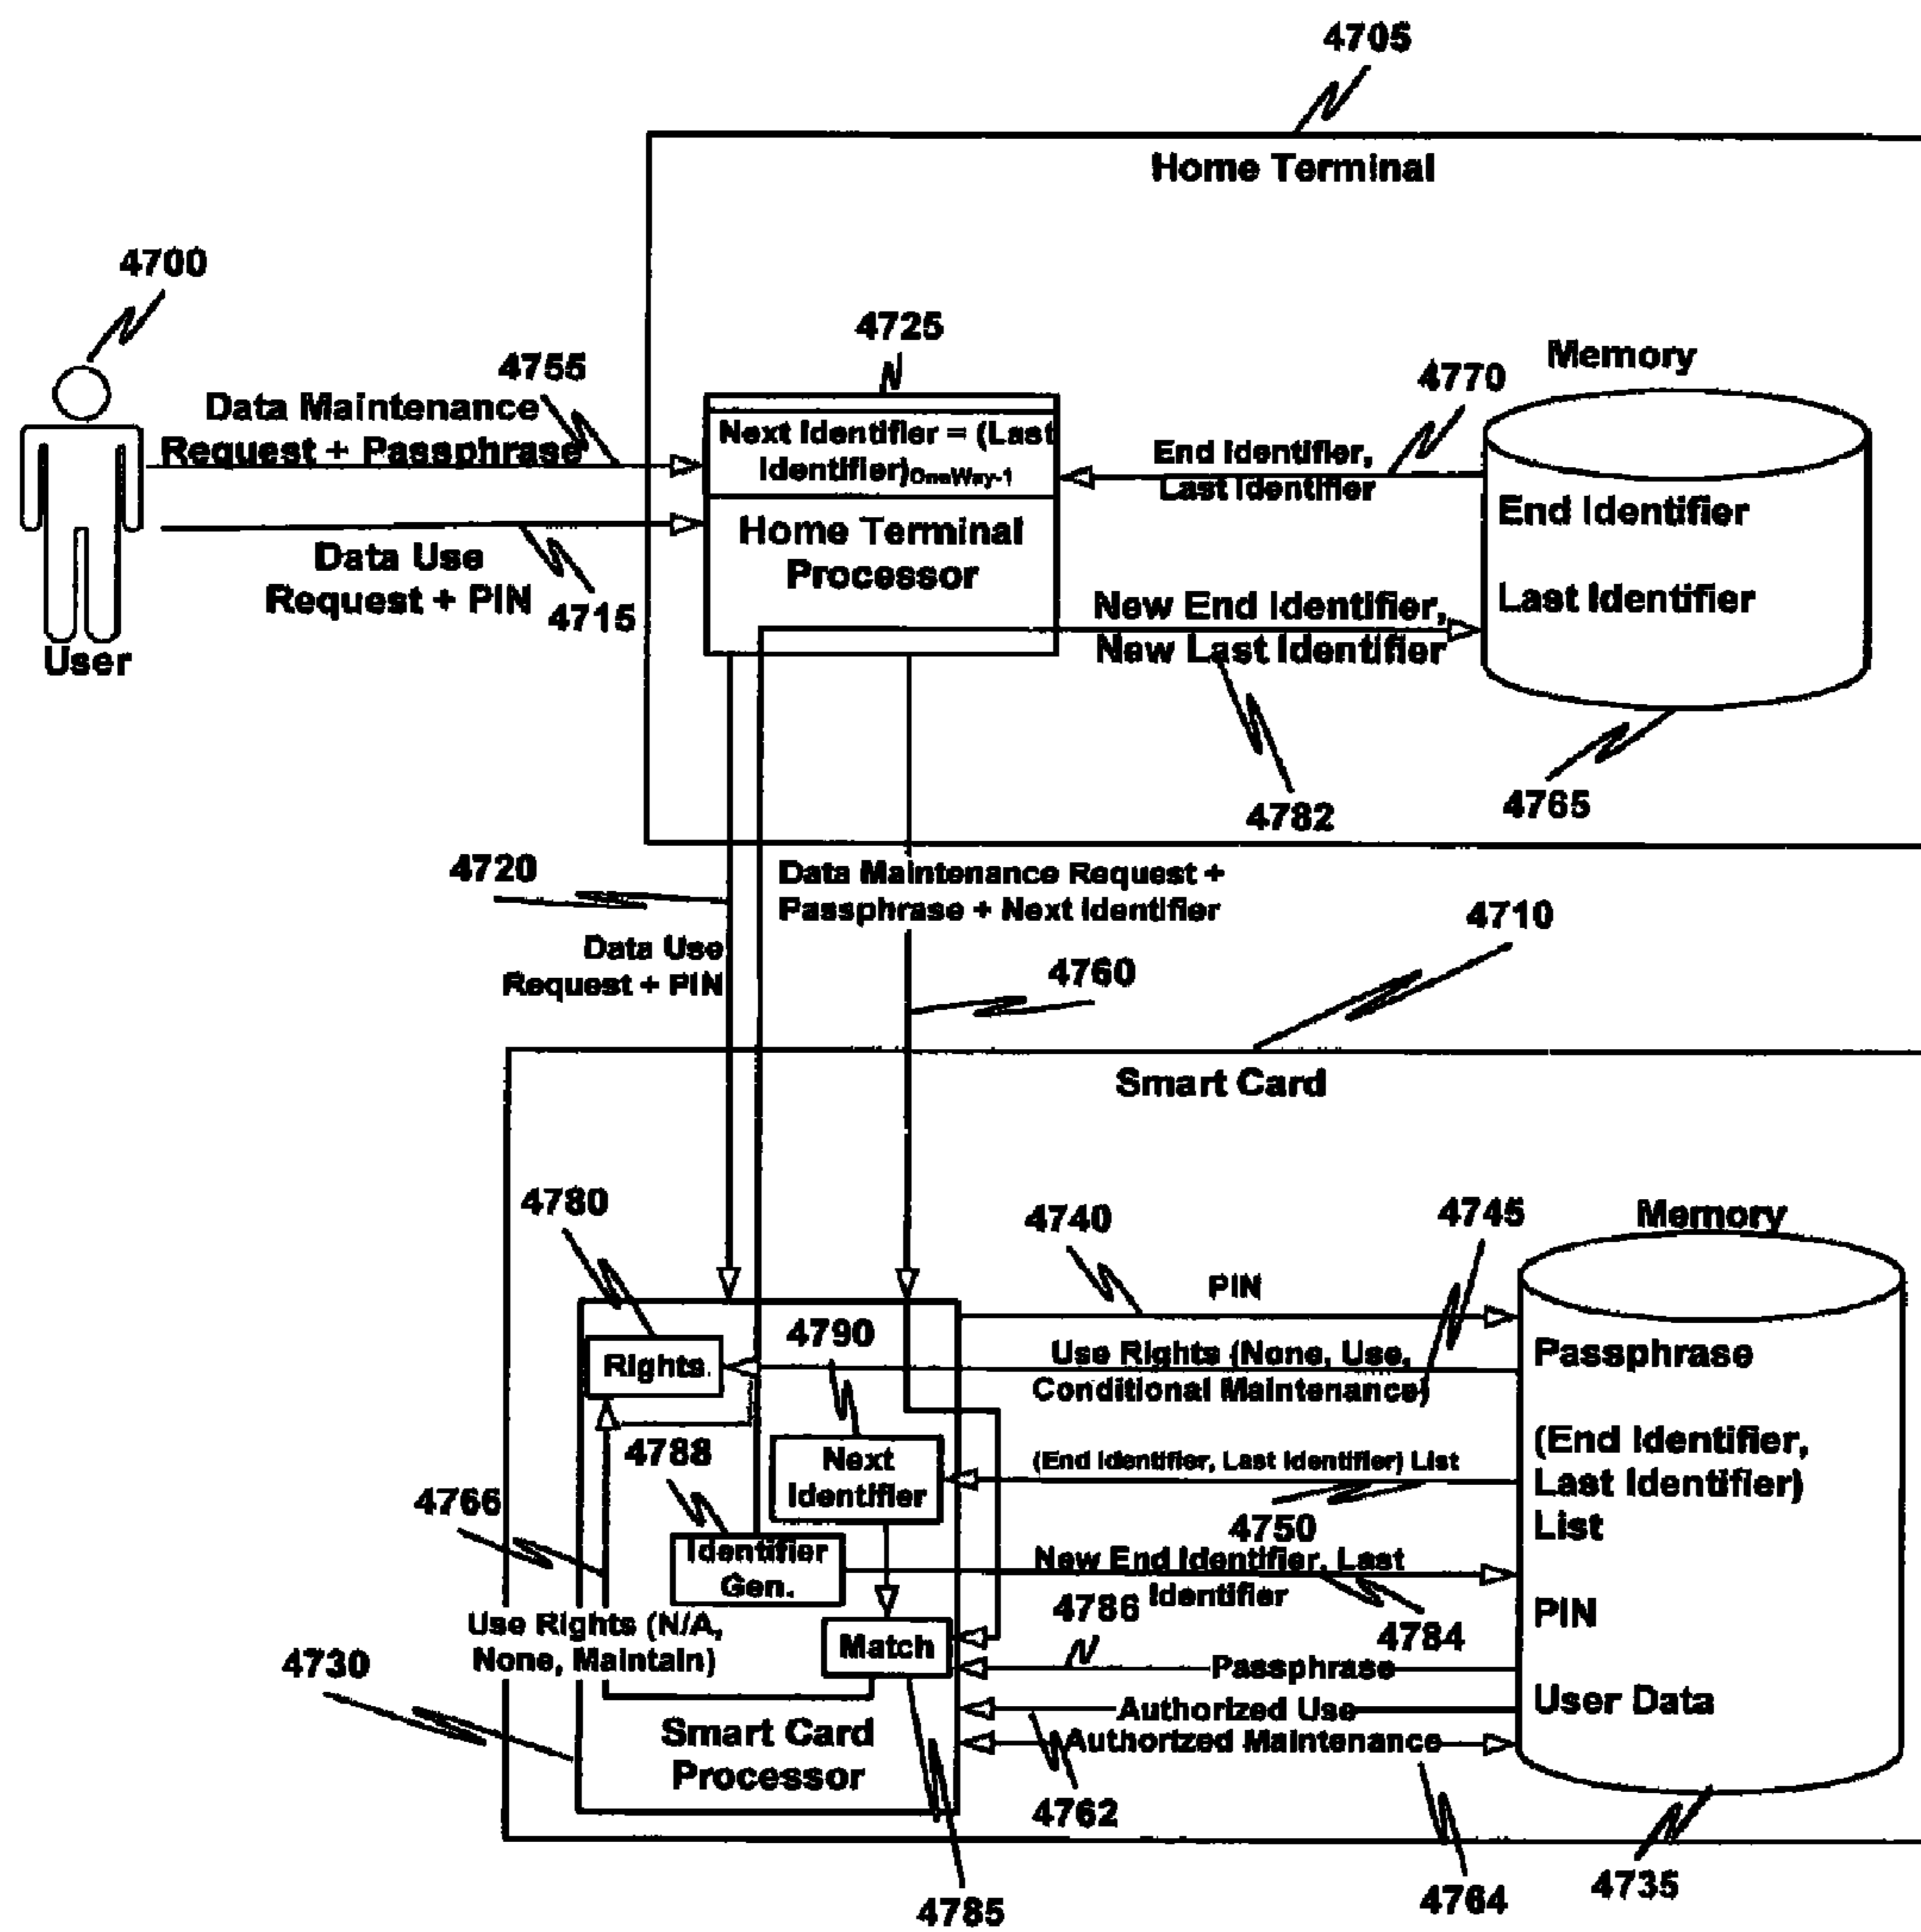 4705
Home Terminal
4700
4725
4755
Data Maintenance
Request + Passphrase
Memory
4770
Next Identifier = (Last
Identifier)OneWay-1
End Identifier,
Last Identifier
End Identifier
Home Terminal
Processor
Data Use
Request + PIN
4715
Last Identifier
New End Identifier,
New Last Identifier
User
4782
4765
4720
Data Maintenance Request +
Passphrase + Next Identifier
4710
Data Use
Request + PIN
4760
Smart Card
4780
4740
4745
Memory
PIN
4790
Rights
Use Rights (None, Use,
Conditional Maintenance)
Passphrase
4788
Next
Identifier
(End Identifier, Last Identifier) List
(End Identifier,
Last Identifier)
List
4766
4750
Identifier
Gen.
New End Identifier, Last
Identifier
4786
PIN
Use Rights (N/A,
None, Maintain)
Match
4784
4730
Passphrase
Authorized Use
User Data
Smart Card
Processor
Authorized Maintenance
4762
4785
4764
4735